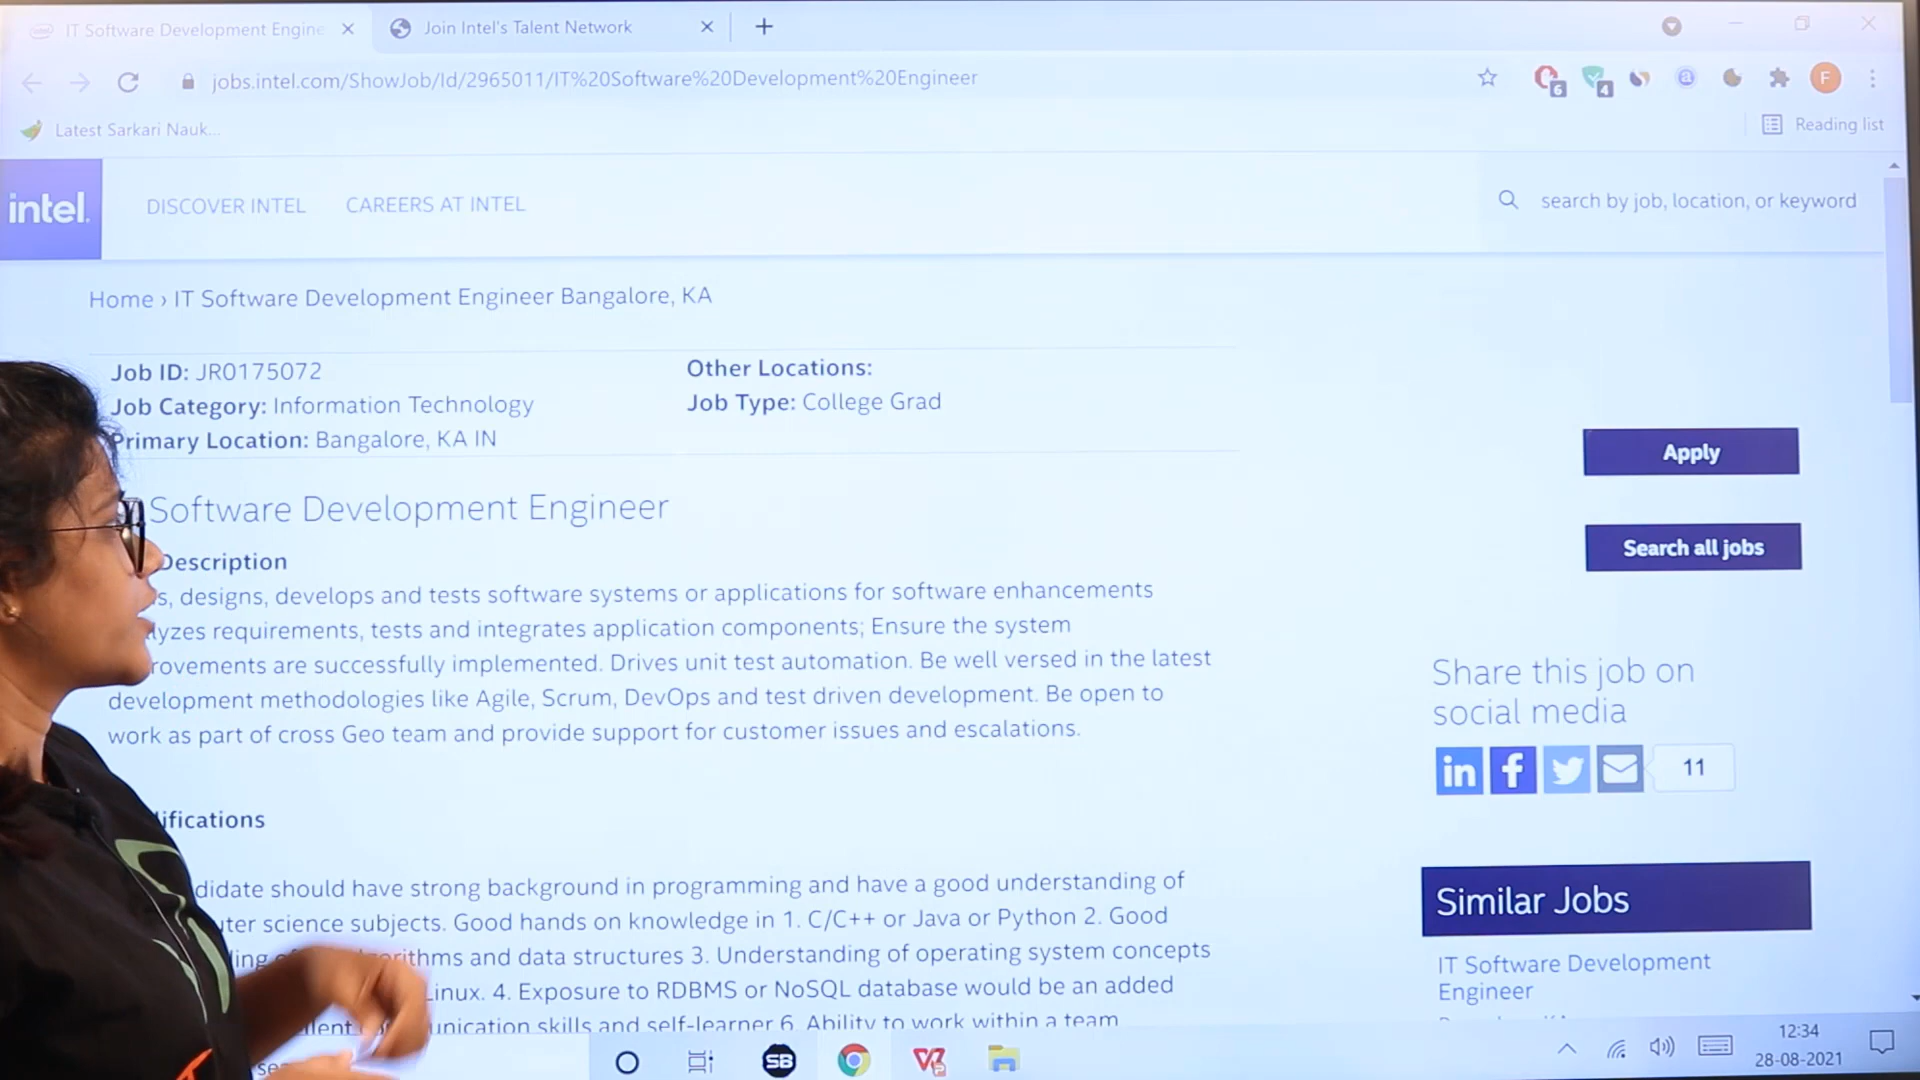 IT Software Development Engine
Join Intel's Talent Network
jobs.intel.com/ShowJob/Id/2965011/IT%20Software%20Development%20Engineer
6
4
a
F
Latest Sarkari Nauk...
Reading list
intel.
DISCOVER INTEL
CAREERS AT INTEL
search by job, location, or keyword
Home › IT Software Development Engineer Bangalore, KA
Job ID: JR0175072
Other Locations:
Job Category: Information Technology
Job Type: College Grad
Primary Location: Bangalore, KA IN
Apply
Software Development Engineer
Search all jobs
Description
designs, develops and tests software systems or applications for software enhancements
requirements, tests and integrates application components; Ensure the system
are successfully implemented. Drives unit test automation. Be well versed in the latest
development methodologies like Agile, Scrum, DevOps and test driven development. Be open to
work as part of cross Geo team and provide support for customer issues and escalations.
Share this job on
social media
in f 11
should have strong background in programming and have a good understanding of
science subjects. Good hands on knowledge in 1. C/C++ or Java or Python 2. Good
and data structures 3. Understanding of operating system concepts
Linux. 4. Exposure to RDBMS or NoSQL database would be an added
skills and self-learner 6. Ability to work within a team
Similar Jobs
IT Software Development
Engineer
SB
12:34
28-08-2021